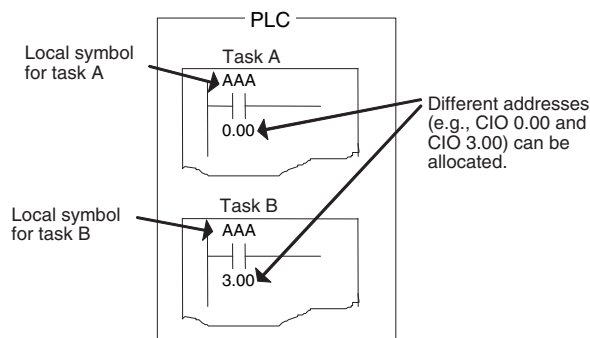 PLC
Local symbol
for task A
Task A
AAA
0.00
Different addresses
(e.g., CIO 0.00 and
CIO 3.00) can be
allocated.
Local symbol
for task B
Task B
AAA
3.00